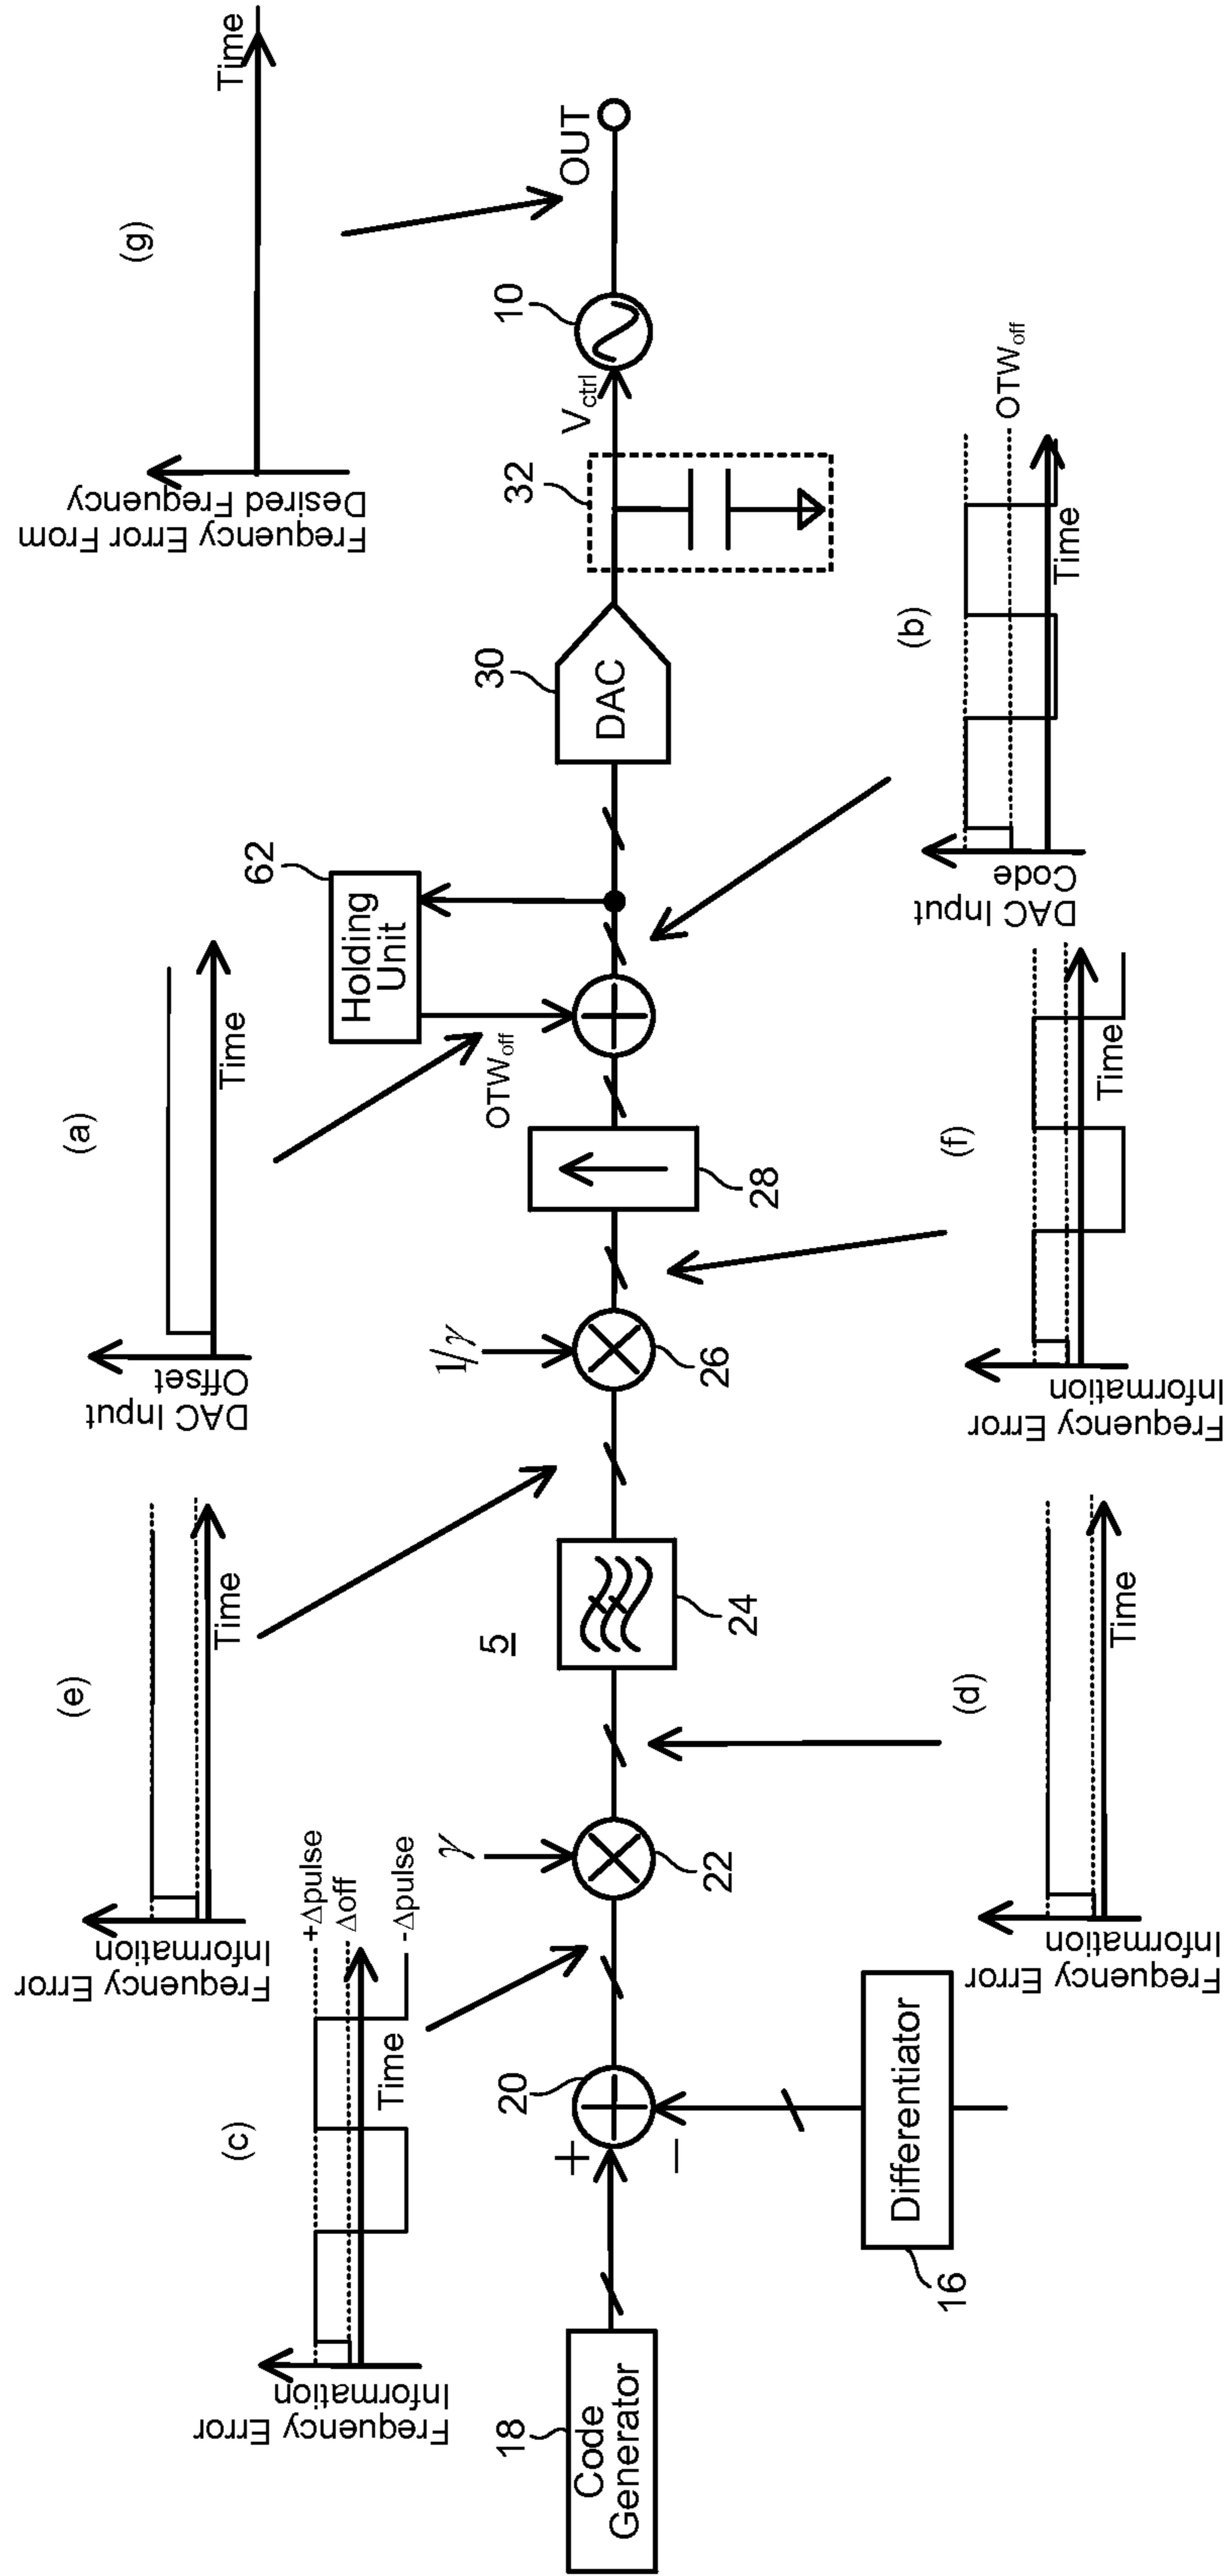 (c)
Frequency Error
Information
+Δpulse
Δoff
-Δpulse
Time
(e)
Frequency Error
Information
Time
(a)
DAC Input
Offset
Time
(g)
Frequency Error From
Desired Frequency
Time
18
Code
Generator
+
−
20
γ
22
5
24
1/γ
26
28
OTWoff
Holding
Unit
62
30
DAC
32
Vctrl
10
OUT
Differentiator
16
(d)
Frequency Error
Information
Time
(f)
Frequency Error
Information
Time
(b)
DAC Input
Code
OTWoff
Time